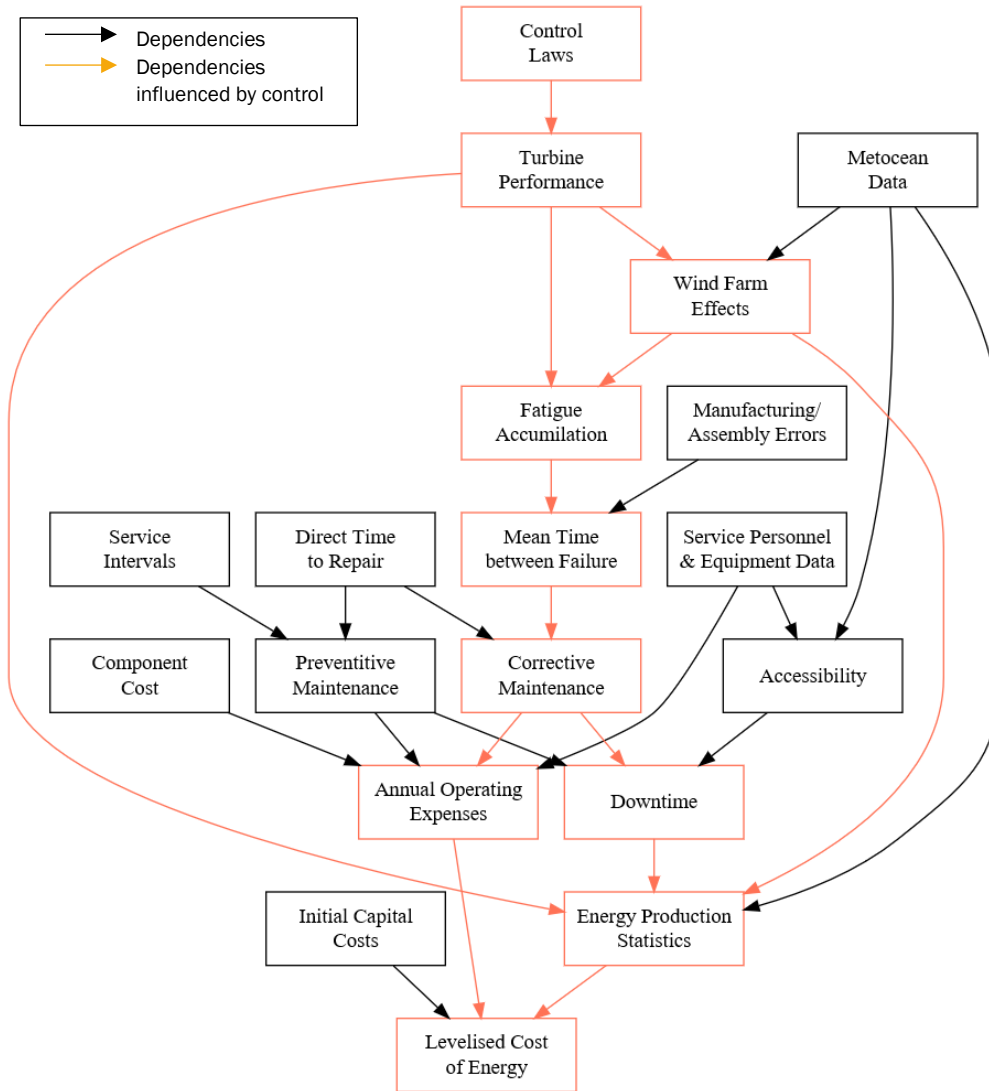 Dependencies
Dependencies
influenced by control
Control
Laws
Turbine
Performance
Metocean
Data
Wind Farm
Effects
Fatigue
Accumilation
Manufacturing/
Assembly Errors
Service
Intervals
Direct Time
to Repair
Mean Time
between Failure
Service Personnel
& Equipment Data
Component
Cost
Preventitive
Maintenance
Corrective
Maintenance
Accessibility
Annual Operating
Expenses
Downtime
Initial Capital
Costs
Energy Production
Statistics
Levelised Cost
of Energy